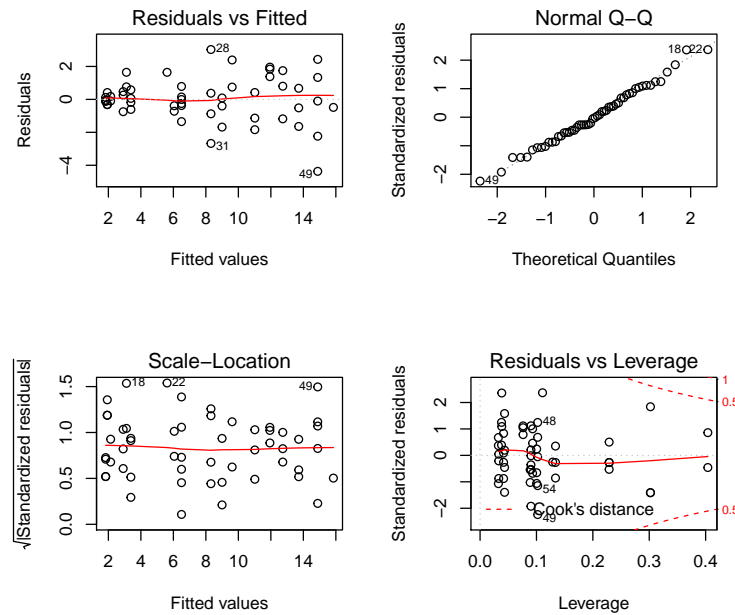 Residuals vs Fitted
Residuals
2
0
−4
28
31
49
2 4 6 8 10 14
Fitted values
Normal Q−Q
Standardized residuals
2
1
0
−2
18 22
49
−2 −1 0 1 2
Theoretical Quantiles
Scale−Location
√|Standardized residuals|
1.5
1.0
0.5
0.0
18
22
49
2 4 6 8 10 14
Fitted values
Residuals vs Leverage
Standardized residuals
2
1
0
−2
48
54
49
Cook's distance
1
0.5
0.5
0.0 0.1 0.2 0.3 0.4
Leverage